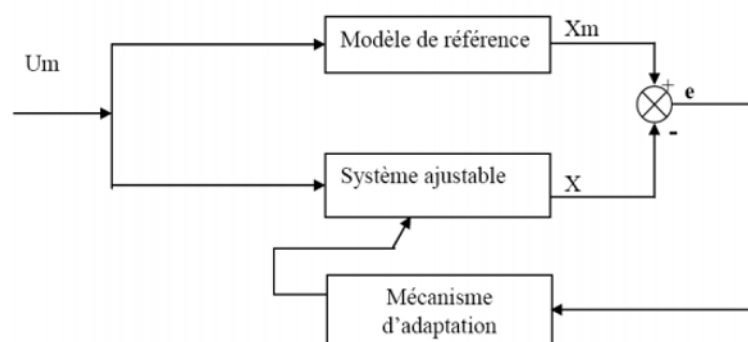 Modèle de référence
Xm
Um
+
e
-
Système ajustable
X
Mécanisme
d'adaptation